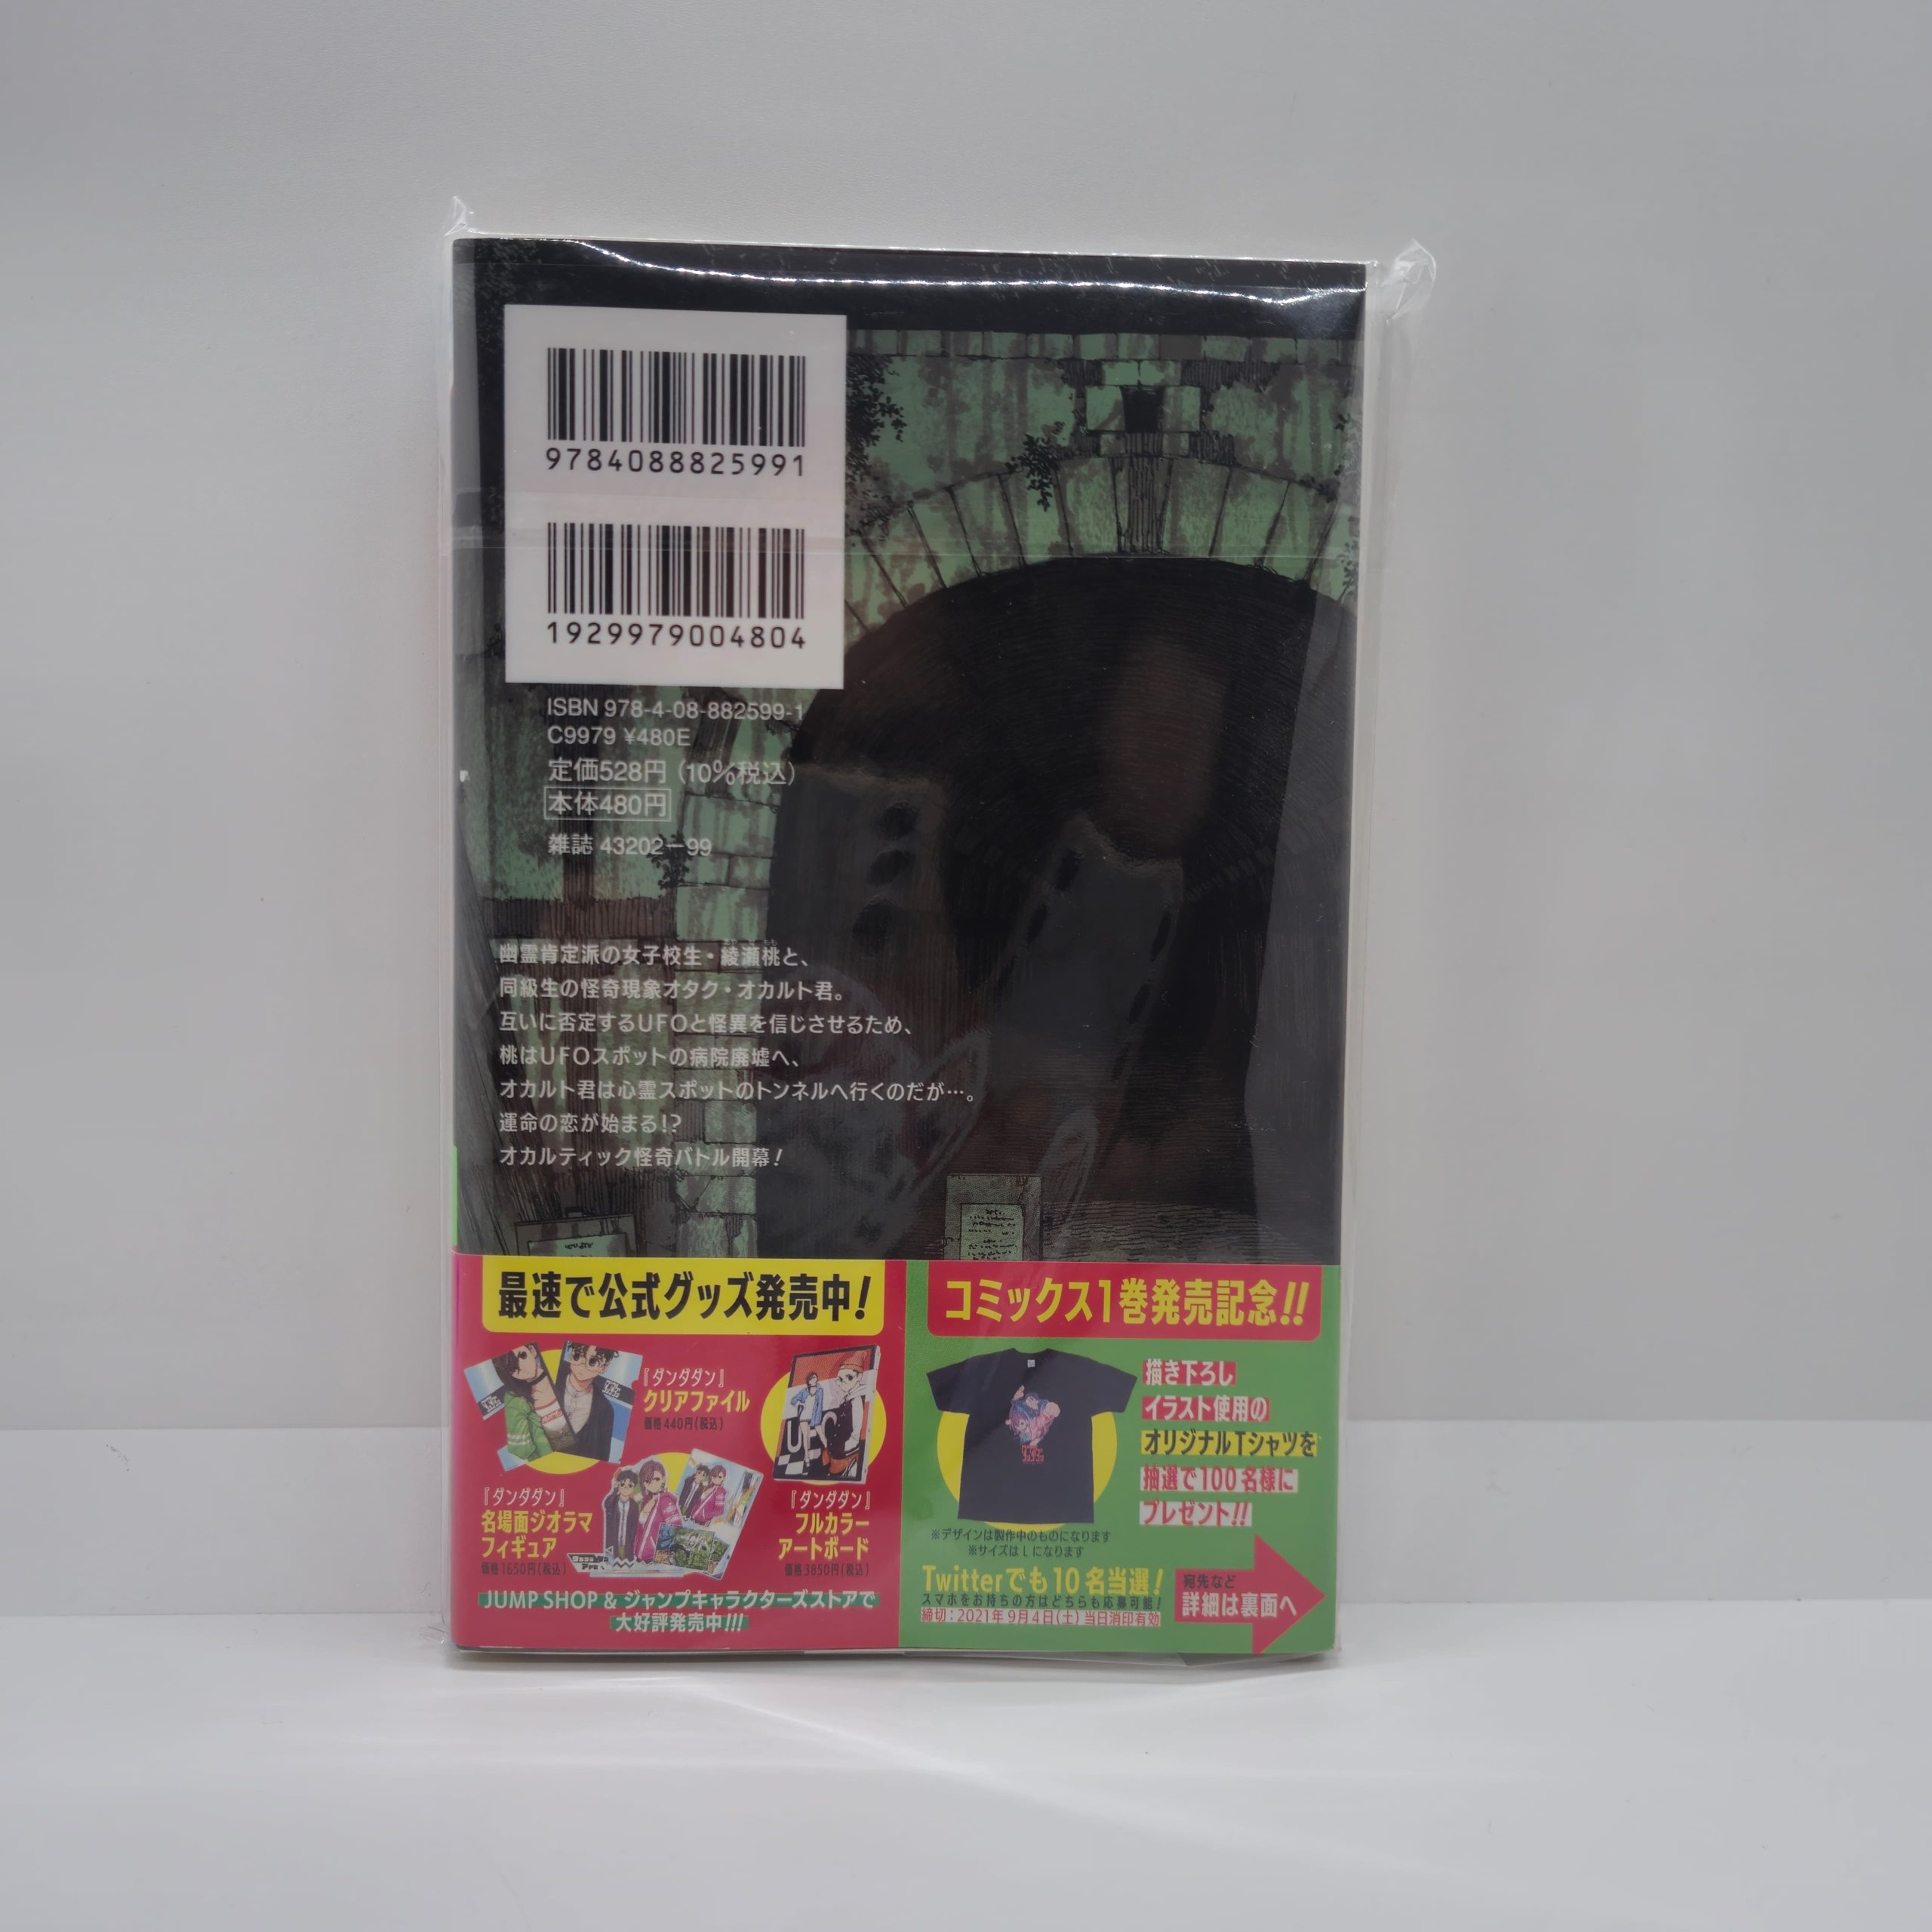 9784088825991
1929979004804
ISBN 978-4-08-882599-1
C9979 ¥480E
定価528円(10%税込)
本体480円
雑誌 43202-99
幽霊肯定派の女子校生・綾瀬桃と、
同級生の怪奇現象オタク・オカルト君。
互いに否定するUFOと怪異を信じさせるため、
桃はUFOスポットの病院廃墟へ、
オカルト君は心霊スポットのトンネルへ行くのだが…。
運命の恋が始まる!?
オカルティック怪奇バトル開幕!
最速で公式グッズ発売中!
『ダンダダン』
クリアファイル
価格440円(税込)
『ダンダダン』
名場面ジオラマ
フィギュア
価格1650円(税込)
『ダンダダン』
フルカラー
アートボード
価格3850円(税込)
JUMP SHOP & ジャンプキャラクターズストアで
大好評発売中!!!
コミックス1巻発売記念!!
描き下ろし
イラスト使用の
オリジナルTシャツを
抽選で100名様に
プレゼント!!
※デザインは製作中のものになります
※サイズはLになります
Twitterでも10名当選!
スマホをお持ちの方はどちらも応募可能!
締切:2021年9月4日(土)当日消印有効
宛先など
詳細は裏面へ